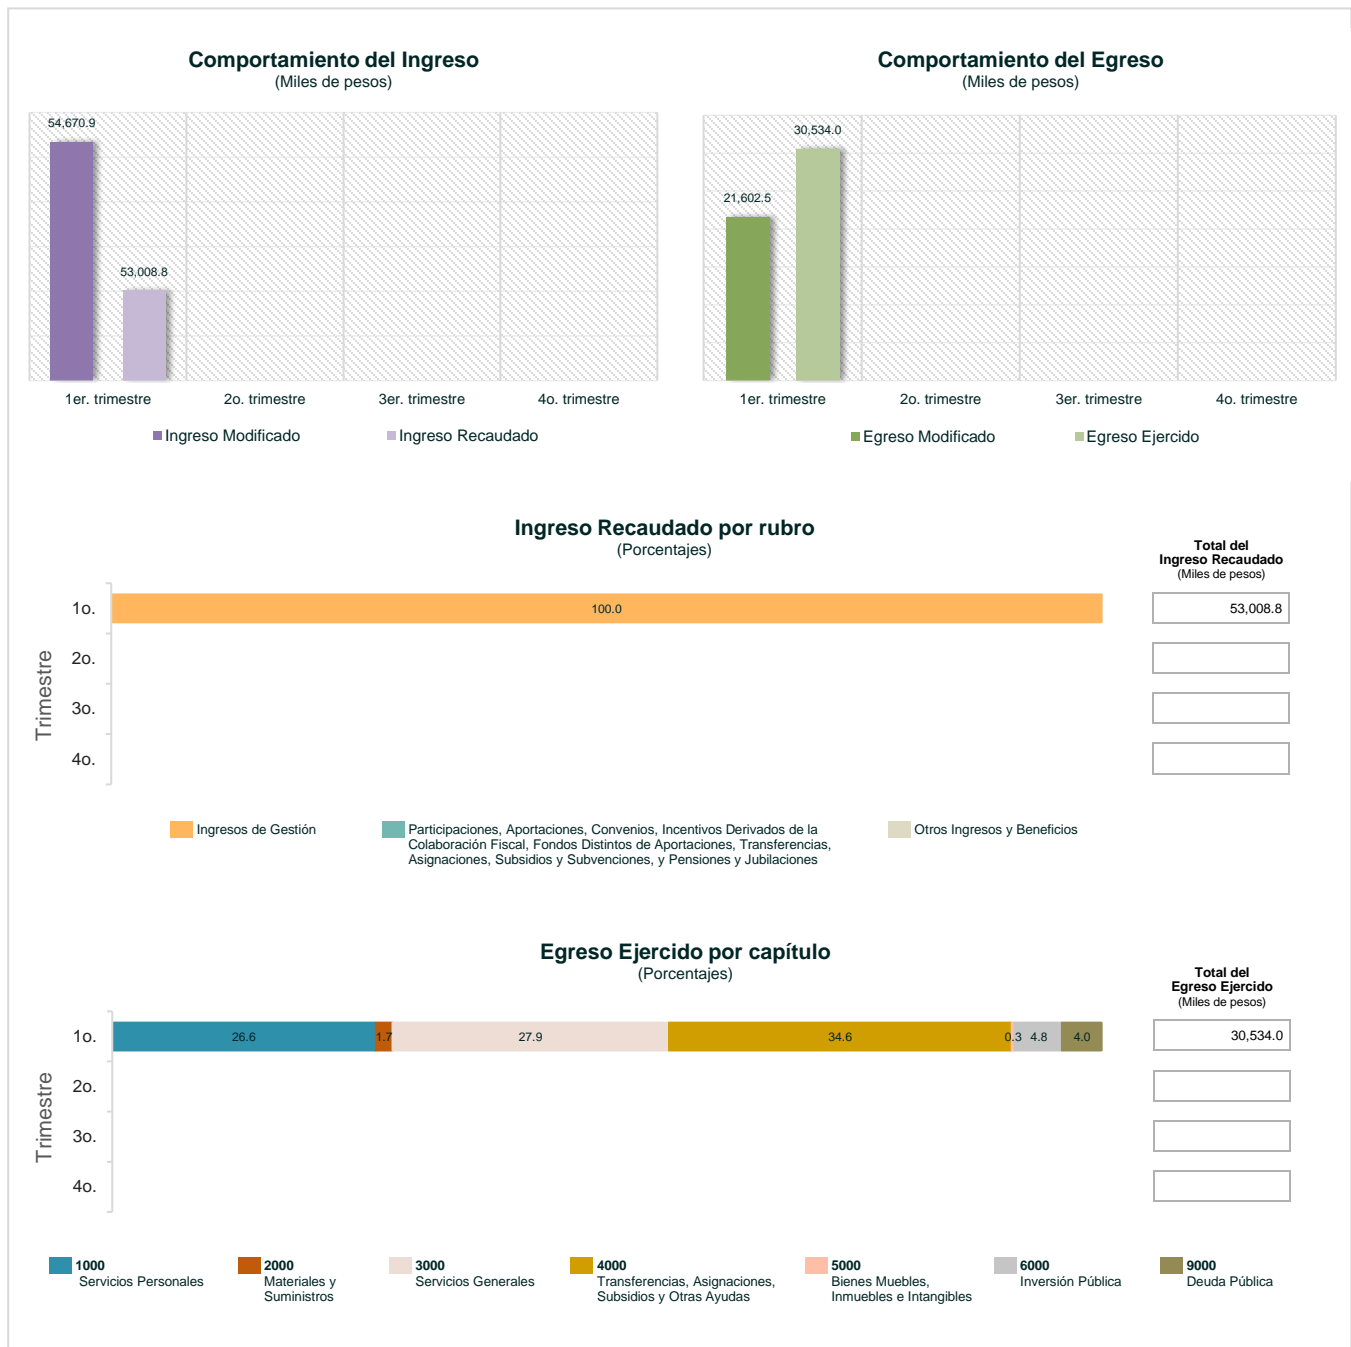 Comportamiento del Ingreso
(Miles de pesos)
54,670.9
53,008.8
1er. trimestre
2o. trimestre
3er. trimestre
4o. trimestre
Ingreso Modificado
Ingreso Recaudado
Comportamiento del Egreso
(Miles de pesos)
30,534.0
21,602.5
1er. trimestre
2o. trimestre
3er. trimestre
4o. trimestre
Egreso Modificado
Egreso Ejercido
Ingreso Recaudado por rubro
(Porcentajes)
Total del
Ingreso Recaudado
(Miles de pesos)
Trimestre
1o.
100.0
53,008.8
2o.
3o.
4o.
Ingresos de Gestión
Participaciones, Aportaciones, Convenios, Incentivos Derivados de la
Colaboración Fiscal, Fondos Distintos de Aportaciones, Transferencias,
Asignaciones, Subsidios y Subvenciones, y Pensiones y Jubilaciones
Otros Ingresos y Beneficios
Egreso Ejercido por capítulo
(Porcentajes)
Total del
Egreso Ejercido
(Miles de pesos)
Trimestre
1o.
26.6
1.7
27.9
34.6
0.3
4.8
4.0
30,534.0
2o.
3o.
4o.
1000
Servicios Personales
2000
Materiales y
Suministros
3000
Servicios Generales
4000
Transferencias, Asignaciones,
Subsidios y Otras Ayudas
5000
Bienes Muebles,
Inmuebles e Intangibles
6000
Inversión Pública
9000
Deuda Pública